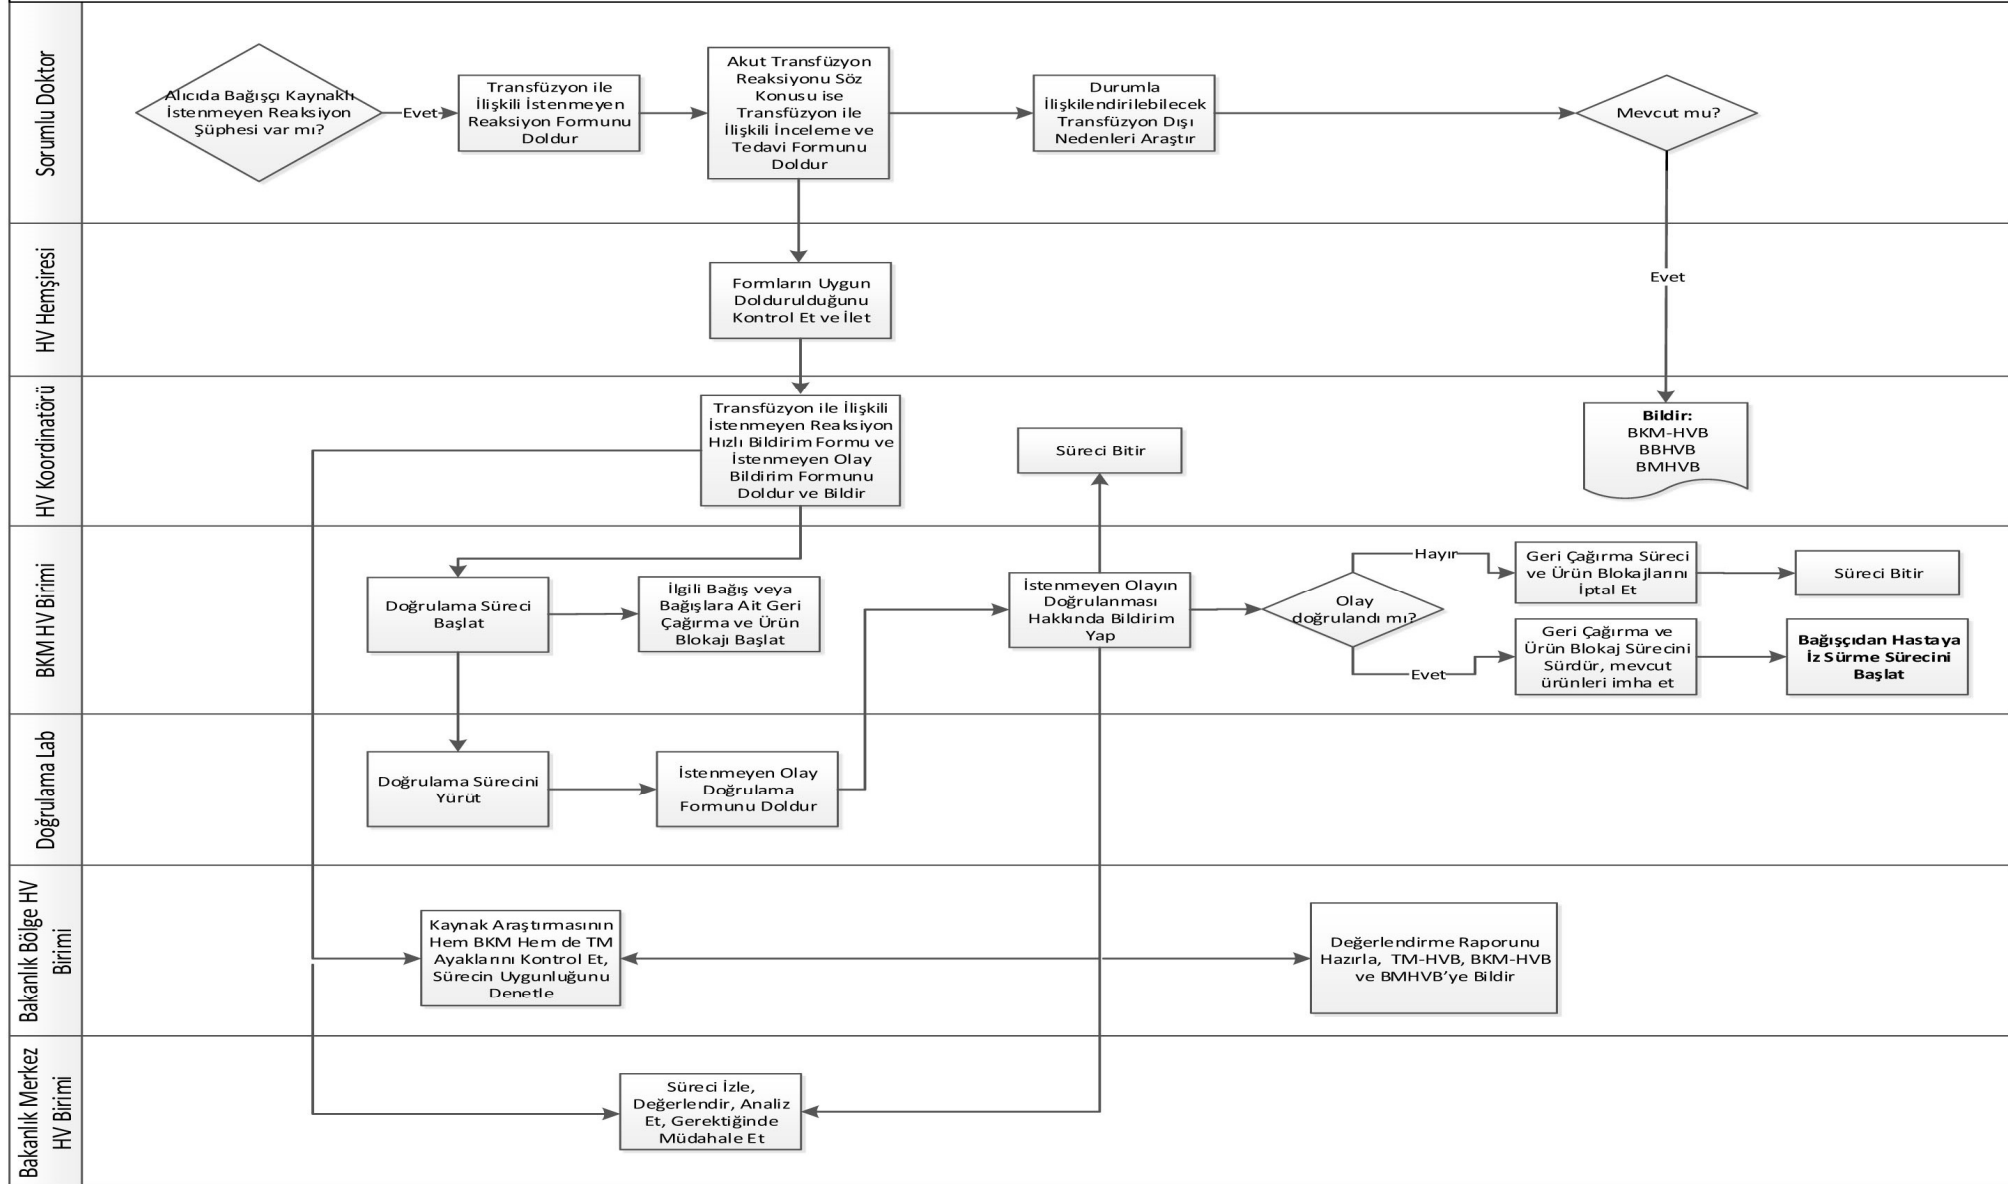 Sorumlu Doktor
Alıcıda Bağışçı Kaynaklı
İstenmeyen Reaksiyon
Şüphesi var mı?
Evet
Transfüzyon ile
İlişkili İstenmeyen
Reaksiyon Formunu
Doldur
Akut Transfüzyon
Reaksiyonu Söz
Konusu ise
Transfüzyon ile
İlişkili İnceleme ve
Tedavi Formunu
Doldur
Durumla
İlişkilendirilebilecek
Transfüzyon Dışı
Nedenleri Araştır
Mevcut mu?
Evet
HV Hemşiresi
Formların Uygun
Doldurulduğunu
Kontrol Et ve İlet
HV Koordinatörü
Transfüzyon ile İlişkili
İstenmeyen Reaksiyon
Hızlı Bildirim Formu ve
İstenmeyen Olay
Bildirim Formunu
Doldur ve Bildir
Süreci Bitir
Bildir:
BKM-HVB
BBHVB
BMHVB
BKM HV Birimi
Doğrulama Süreci
Başlat
İlgili Bağış veya
Bağışlara Ait Geri
Çağırma ve Ürün
Blokajı Başlat
İstenmeyen Olayın
Doğrulanması
Hakkında Bildirim
Yap
Olay
doğrulandı mı?
Hayır
Geri Çağırma Süreci
ve Ürün Blokajlarını
İptal Et
Süreci Bitir
Evet
Geri Çağırma ve
Ürün Blokaj Sürecini
Sürdür, mevcut
ürünleri imha et
Bağışçıdan Hastaya
İz Sürme Sürecini
Başlat
Doğrulama Lab
Doğrulama Sürecini
Yürüt
İstenmeyen Olay
Doğrulama
Formunu Doldur
Bakanlık Bölge HV
Birimi
Kaynak Araştırmasının
Hem BKM Hem de TM
Ayaklarını Kontrol Et,
Sürecin Uygunluğunu
Denetle
Değerlendirme Raporunu
Hazırla, TM-HVB, BKM-HVB
ve BMHVB’ye Bildir
Bakanlık Merkez
HV Birimi
Süreci İzle,
Değerlendir, Analiz
Et, Gerektiğinde
Müdahale Et